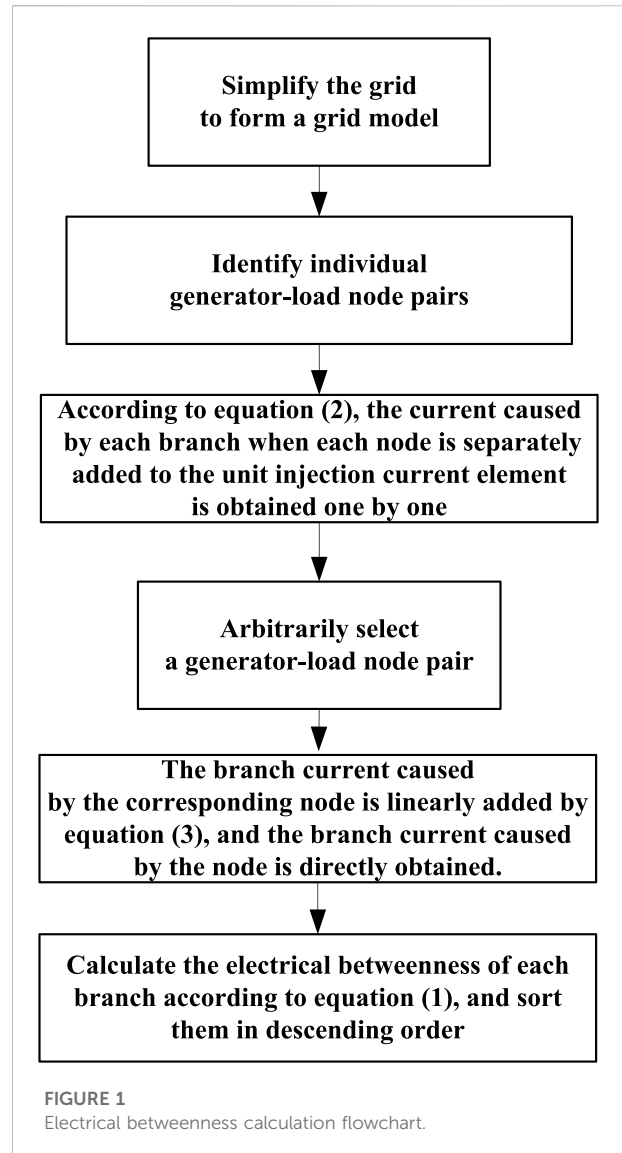 Simplify the grid
to form a grid model
Identify individual
generator-load node pairs
According to equation (2), the current caused
by each branch when each node is separately
added to the unit injection current element
is obtained one by one
Arbitrarily select
a generator-load node pair
The branch current caused
by the corresponding node is linearly added by
equation (3), and the branch current caused
by the node is directly obtained.
Calculate the electrical betweenness of each
branch according to equation (1), and sort
them in descending order
FIGURE 1
Electrical betweenness calculation flowchart.